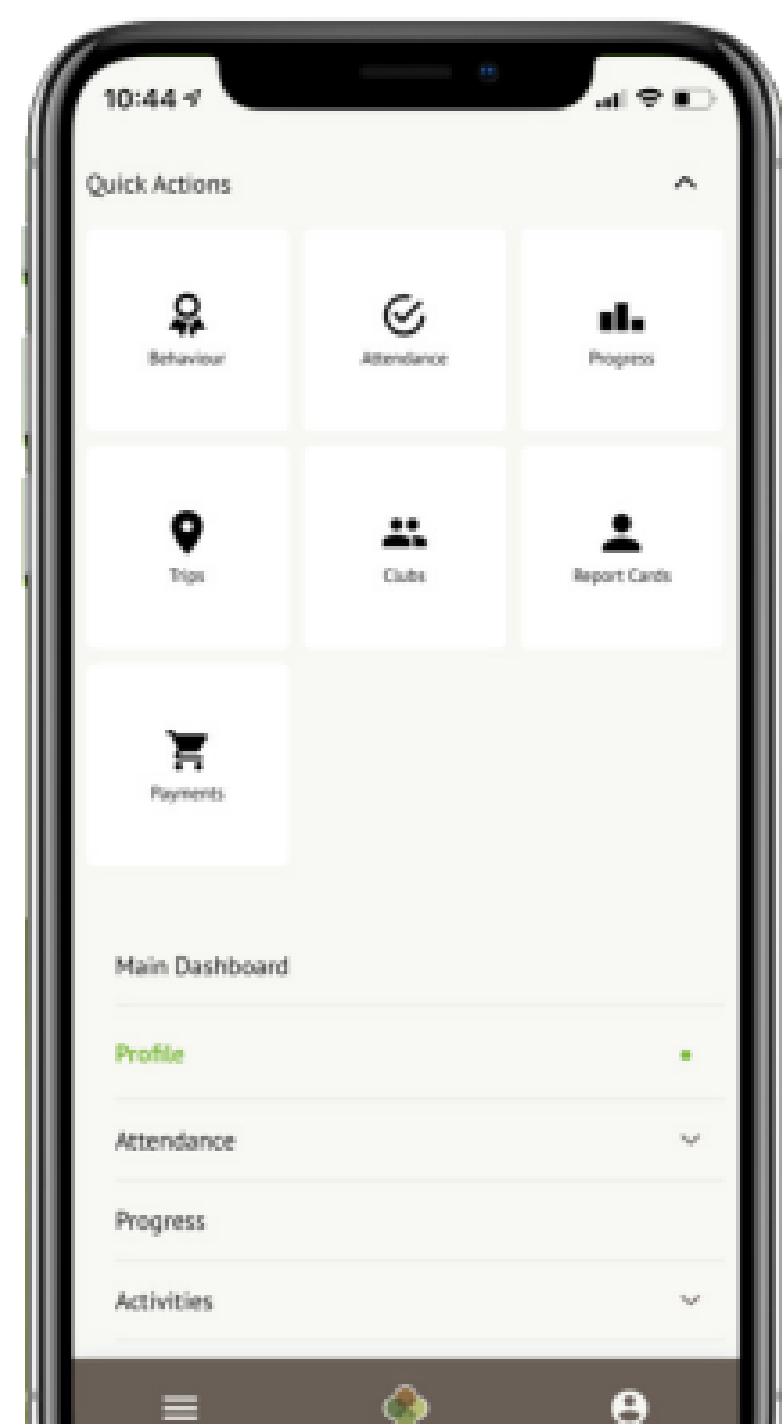 10:44
Quick Actions
Behaviour Attendance Progress
Trips Clubs Report Cards
Payments
Main Dashboard
Profile
Attendance
Progress
Activities